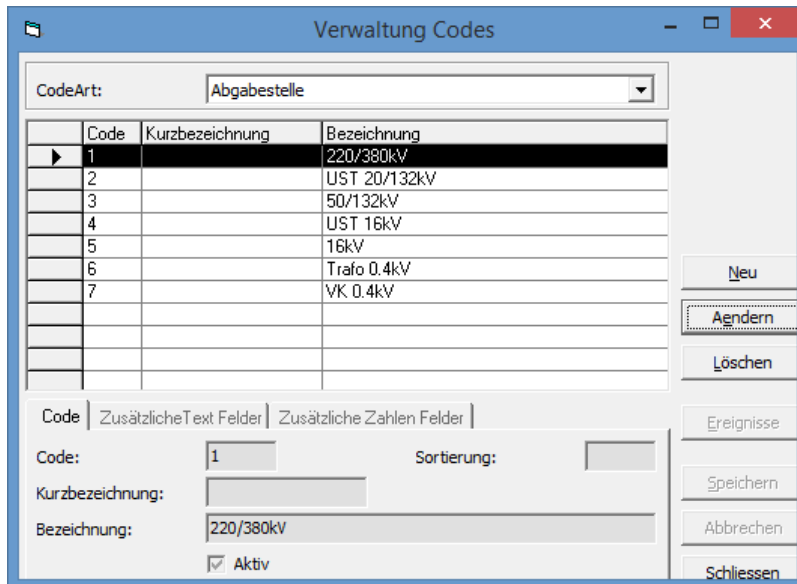 Verwaltung Codes
CodeArt: Abgabestelle
Code Kurzbezeichnung Bezeichnung
1 220/380kV
2 UST 20/132kV
3 50/132kV
4 UST 16kV
5 16kV
6 Trafo 0.4kV
7 VK 0.4kV
Neu
Aendern
Löschen
Code ZusätzlicheText Felder Zusätzliche Zahlen Felder
Ereignisse
Code: 1 Sortierung:
Kurzbezeichnung:
Speichern
Bezeichnung: 220/380kV
Abbrechen
Aktiv
Schliessen